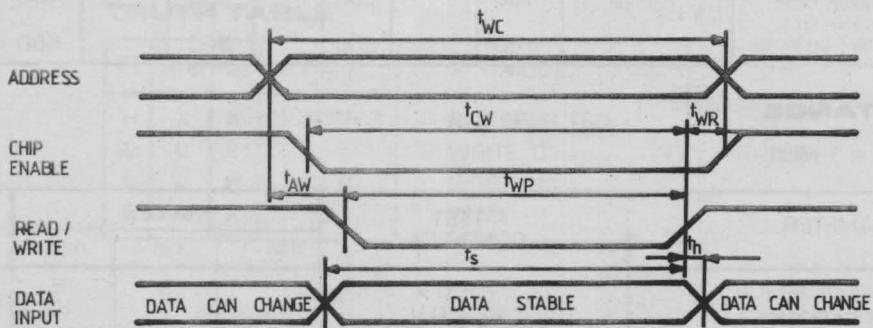 tWC
ADDRESS
tCW
tWR
CHIP
ENABLE
tAW
tWP
READ /
WRITE
ts
th
DATA
INPUT
DATA CAN CHANGE
DATA STABLE
DATA CAN CHANGE